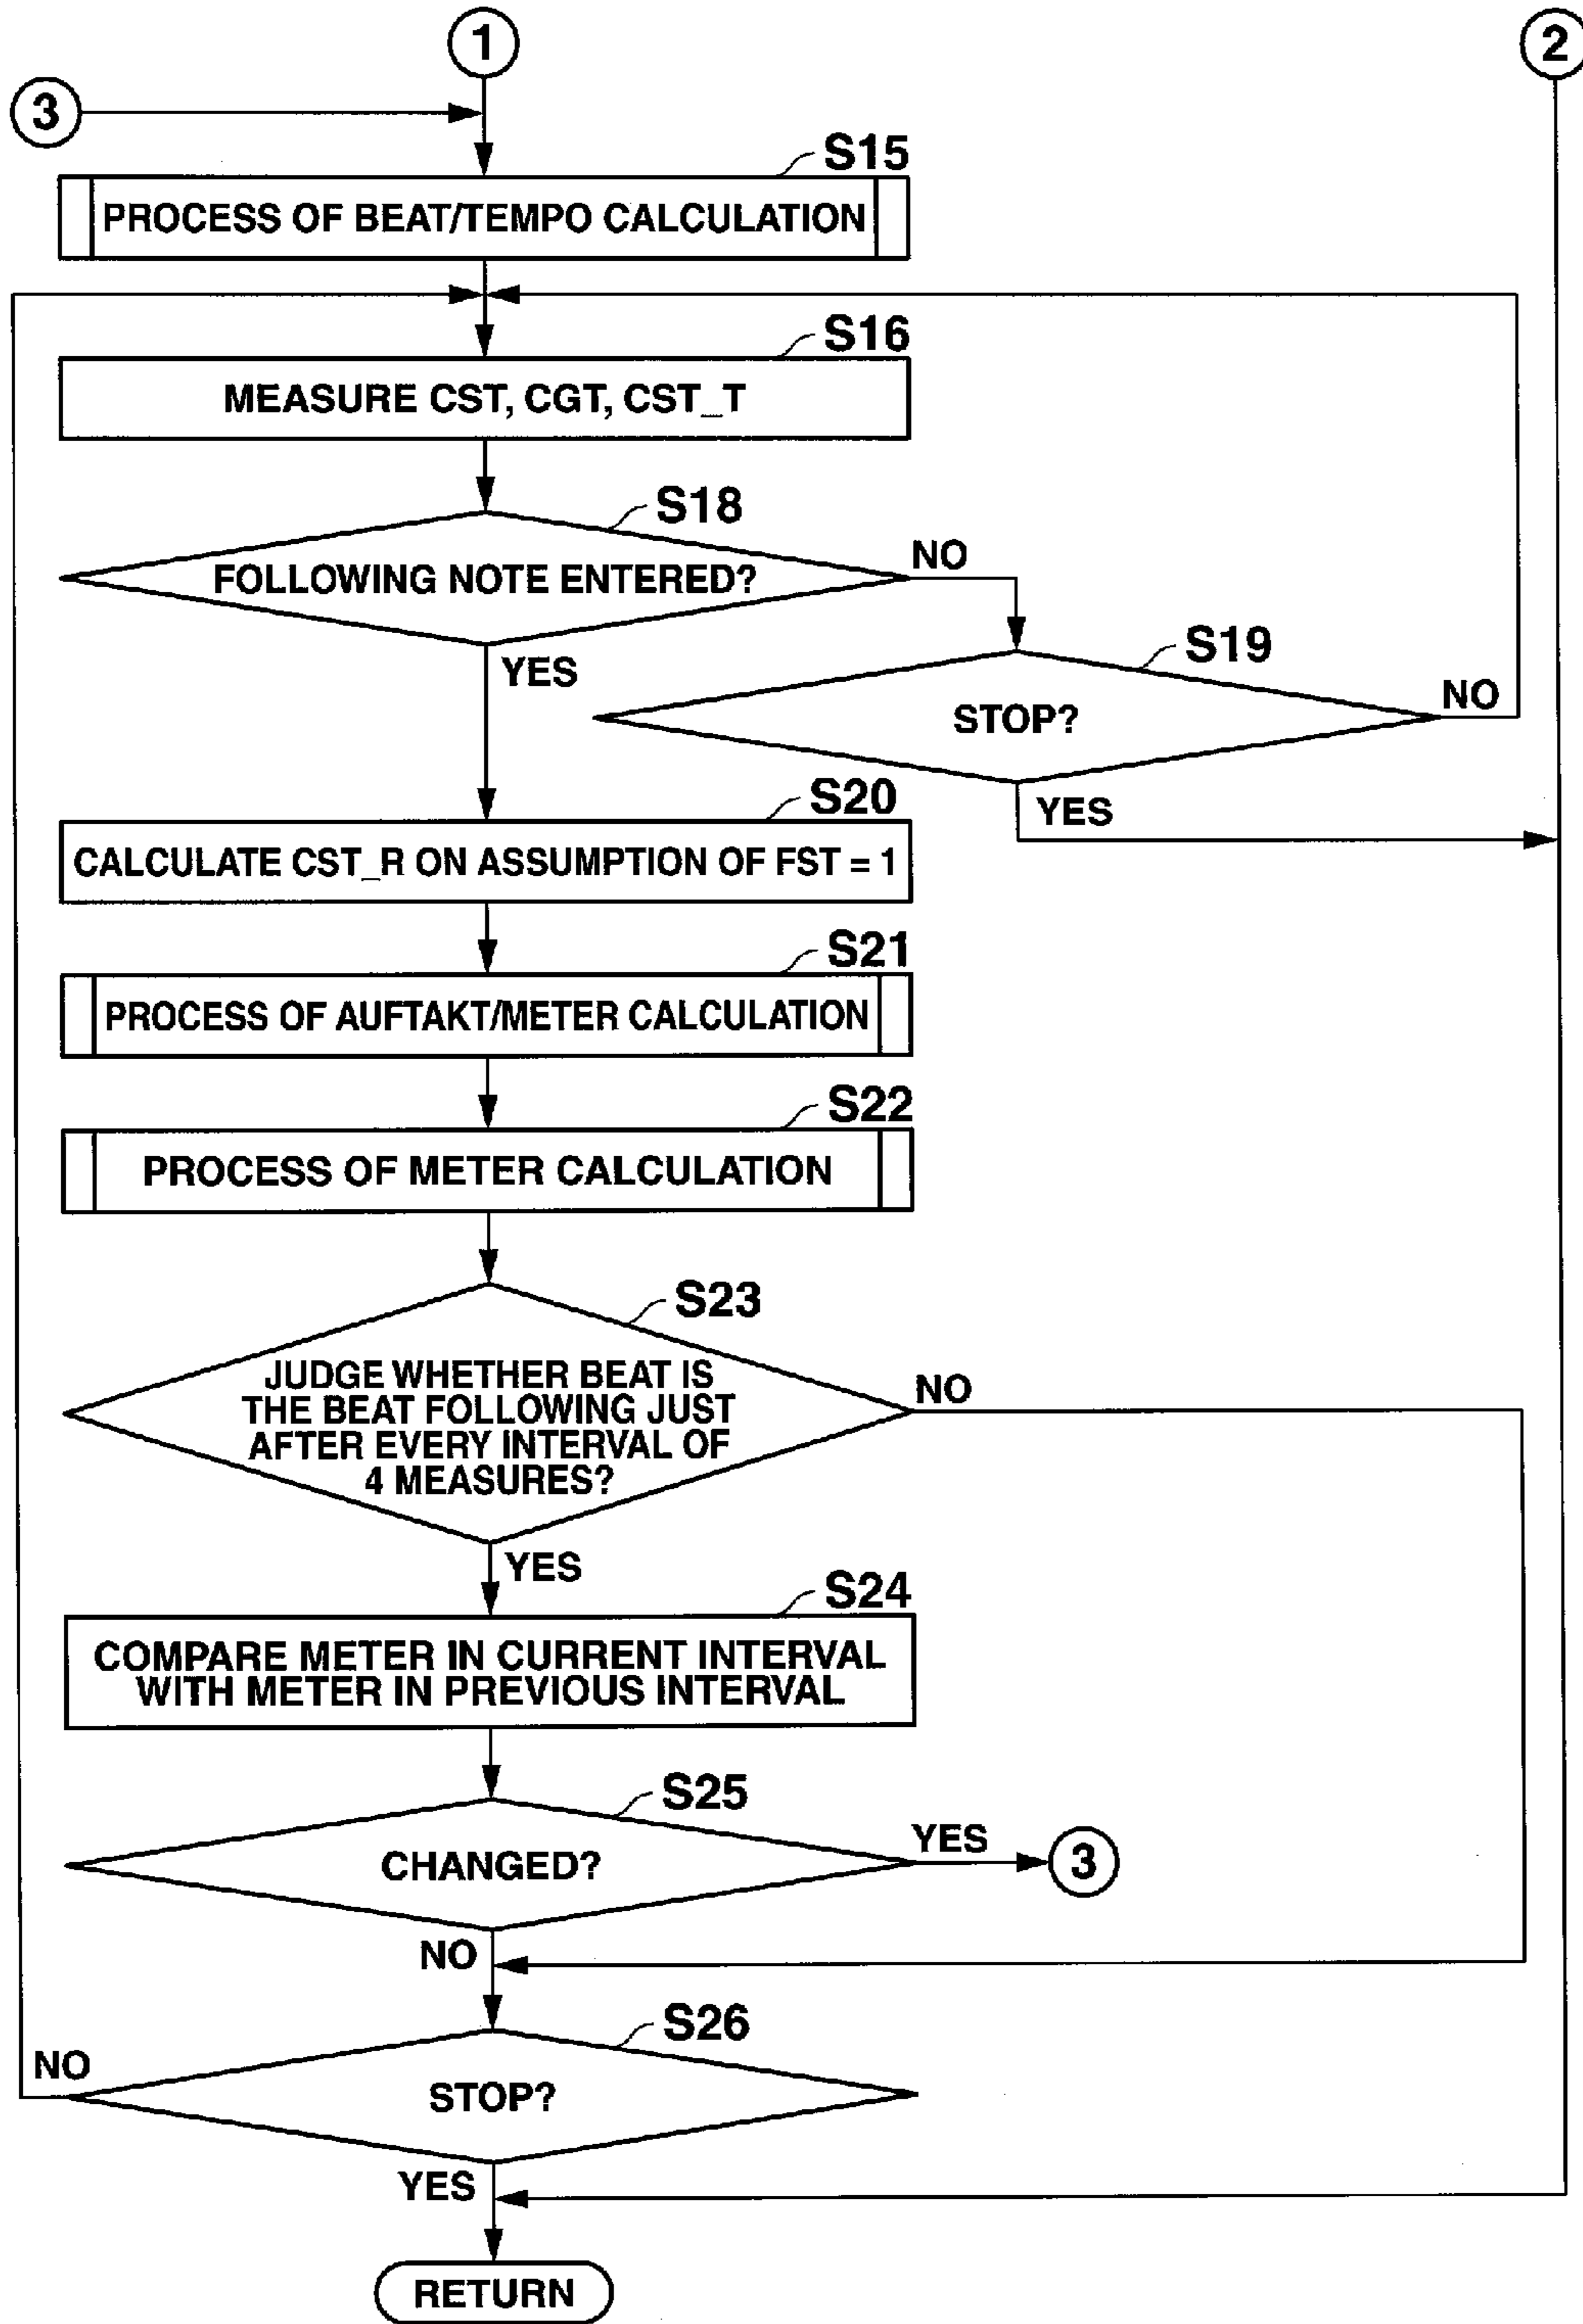 1
2
3
S15
PROCESS OF BEAT/TEMPO CALCULATION
S16
MEASURE CST, CGT, CST_T
S18
FOLLOWING NOTE ENTERED?
NO
YES
S19
STOP?
NO
YES
S20
CALCULATE CST_R ON ASSUMPTION OF FST = 1
S21
PROCESS OF AUFTAKT/METER CALCULATION
S22
PROCESS OF METER CALCULATION
S23
JUDGE WHETHER BEAT IS
THE BEAT FOLLOWING JUST
AFTER EVERY INTERVAL OF
4 MEASURES?
NO
YES
S24
COMPARE METER IN CURRENT INTERVAL
WITH METER IN PREVIOUS INTERVAL
S25
CHANGED?
YES
3
NO
S26
STOP?
NO
YES
RETURN